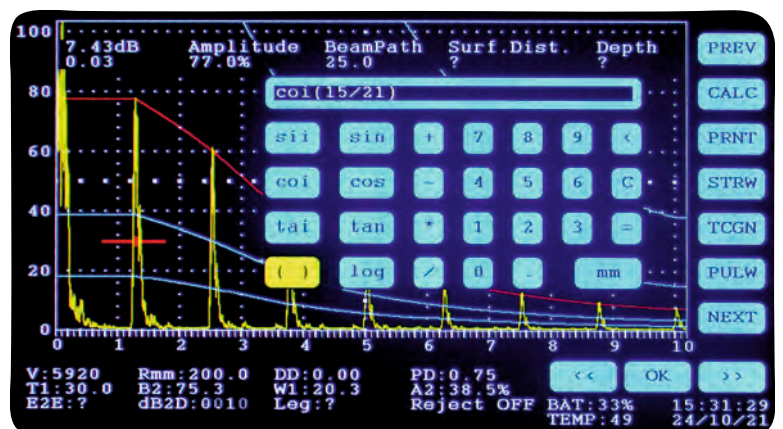 100
7.43dB Amplitude BeamPath Surf.Dist. Depth
0.03 77.0% 25.0 ? ?
coi(15/21)
80
60
40
20
0
sii sin + 7 8 9 <
coi cos - 4 5 6 C
tai tan * 1 2 3 =
( ) log / 0 . mm
0 1 2 3 4 5 6 7 8 9 10
PREV
CALC
PRNT
STRW
TCGN
PULW
NEXT
<< OK >>
V:5920 Rmm:200.0 DD:0.00 PD:0.75
T1:30.0 B2:75.3 W1:20.3 A2:38.5%
E2E:? dB2D:0010 Leg:? Reject OFF BAT:33% 15:31:29
TEMP:49 24/10/21